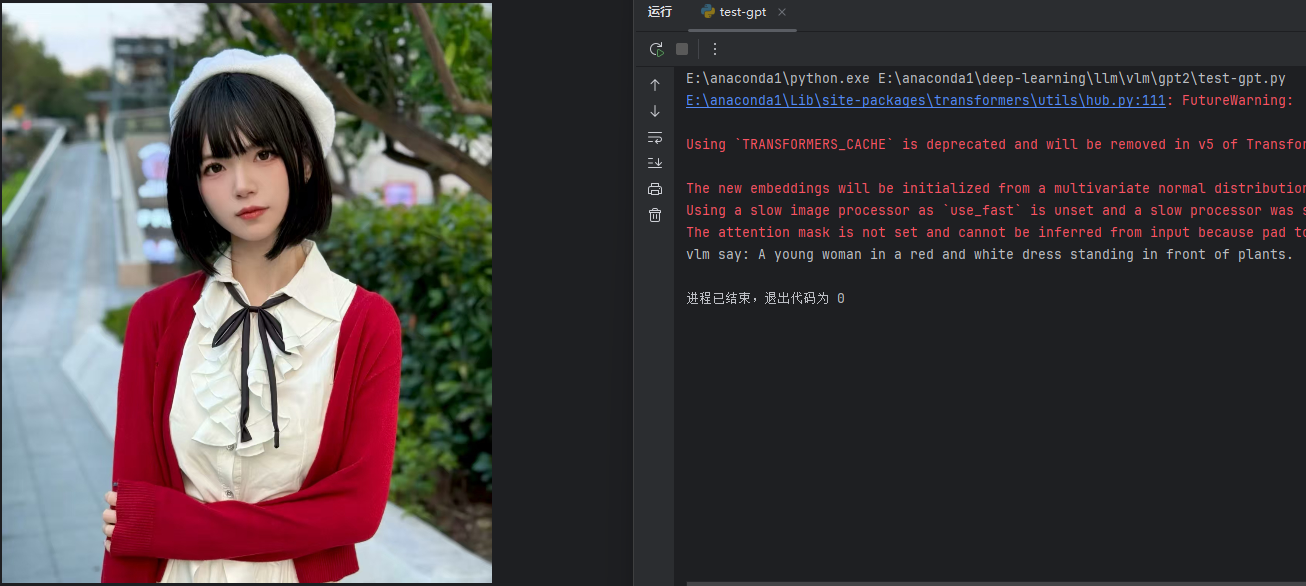 运行 test-gpt
E:\anaconda1\python.exe E:\anaconda1\deep-learning\llm\vlm\gpt2\test-gpt.py
E:\anaconda1\Lib\site-packages\transformers\utils\hub.py:111: FutureWarning:
Using `TRANSFORMERS_CACHE` is deprecated and will be removed in v5 of
The new embeddings will be initialized from a multivariate normal
Using a slow image processor as `use_fast` is unset and a slow processor was
The attention mask is not set and cannot be inferred from input because pad
vlm say: A young woman in a red and white dress standing in front of plants.
进程已结束，退出代码为 0